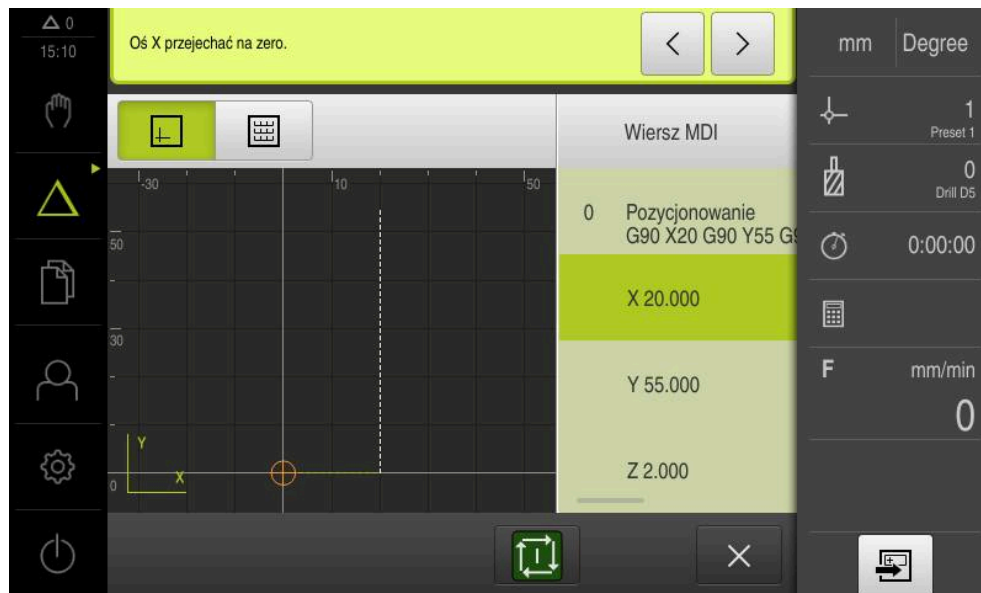 0
15:10
Oś X przejechać na zero.
mm Degree
1
Preset 1
0
Drill D5
0:00:00
F mm/min
0
Wiersz MDI
0 Pozycjonowanie
G90 X20 G90 Y55 G9
X 20.000
Y 55.000
Z 2.000
-30 10 50
50
30
0
Y
X